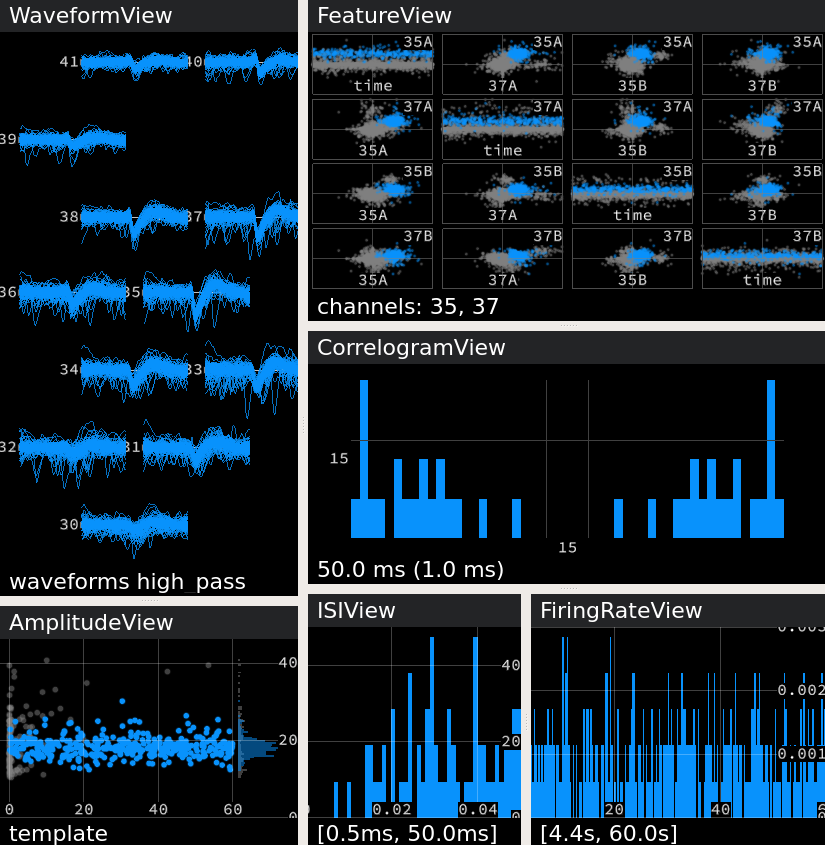 WaveformView
41 40
39
38 37
36 35
34 33
32 31
30
waveforms high_pass
FeatureView
35A 35A 35A 35A
time 37A 35B 37B
37A 37A 37A 37A
35A time 35B 37B
35B 35B 35B 35B
35A 37A time 37B
37B 37B 37B 37B
35A 37A 35B time
channels: 35, 37
CorrelogramView
15
15
50.0 ms (1.0 ms)
AmplitudeView
40
20
0 20 40 60
template
ISIView
40
20
0.02 0.04
[0.5ms, 50.0ms]
FiringRateView
0.003
0.002
0.001
20 40
[4.4s, 60.0s]